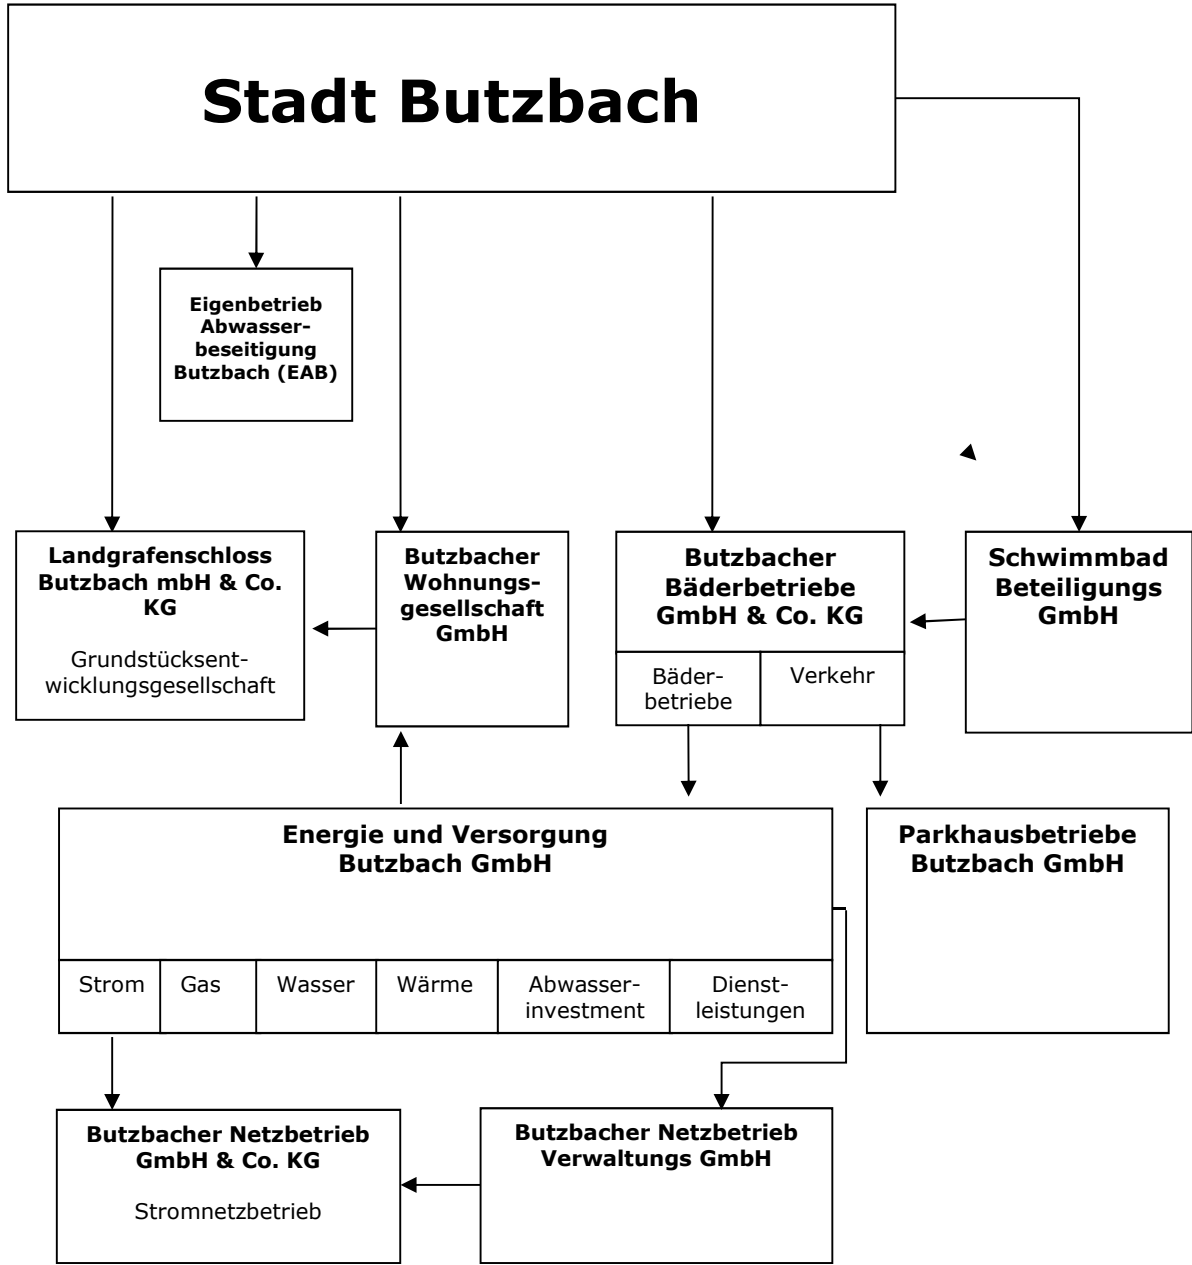 Stadt Butzbach
Eigenbetrieb
Abwasser-
beseitigung
Butzbach (EAB)
Landgrafenschloss
Butzbach mbH & Co.
KG
Grundstücksent-
wicklungsgesellschaft
Butzbacher
Wohnungs-
gesellschaft
GmbH
Butzbacher
Bäderbetriebe
GmbH & Co. KG
Bäder-
betriebe
Verkehr
Schwimmbad
Beteiligungs
GmbH
Energie und Versorgung
Butzbach GmbH
Strom
Gas
Wasser
Wärme
Abwasser-
investment
Dienst-
leistungen
Parkhausbetriebe
Butzbach GmbH
Butzbacher Netzbetrieb
GmbH & Co. KG
Stromnetzbetrieb
Butzbacher Netzbetrieb
Verwaltungs GmbH